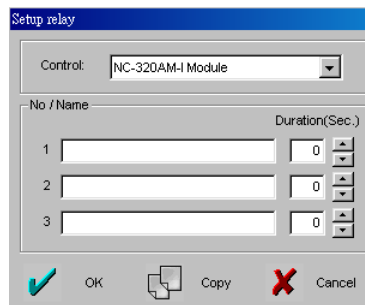 Setup relay
Control: NC-320AM-I Module
No / Name
Duration(Sec.)
1 0
2 0
3 0
OK Copy Cancel